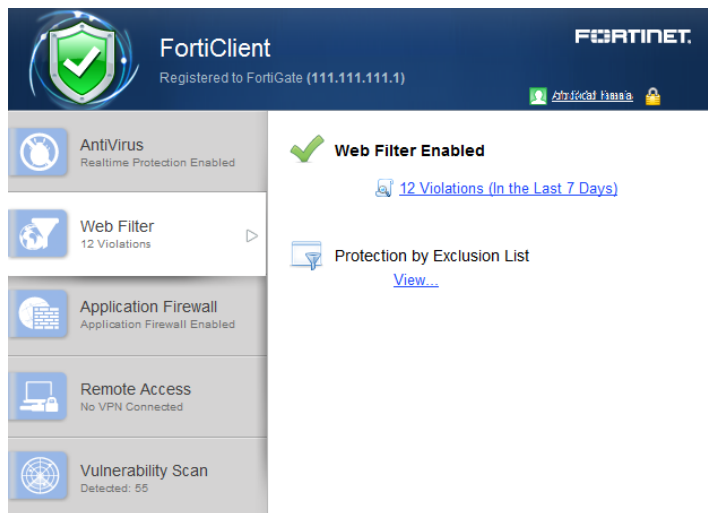 FortiClient
Registered to FortiGate (111.111.111.1)
FORTINET
AntiVirus
Realtime Protection Enabled
Web Filter
12 Violations
Application Firewall
Application Firewall Enabled
Remote Access
No VPN Connected
Vulnerability Scan
Detected: 55
Web Filter Enabled
12 Violations (In the Last 7 Days)
Protection by Exclusion List
View...